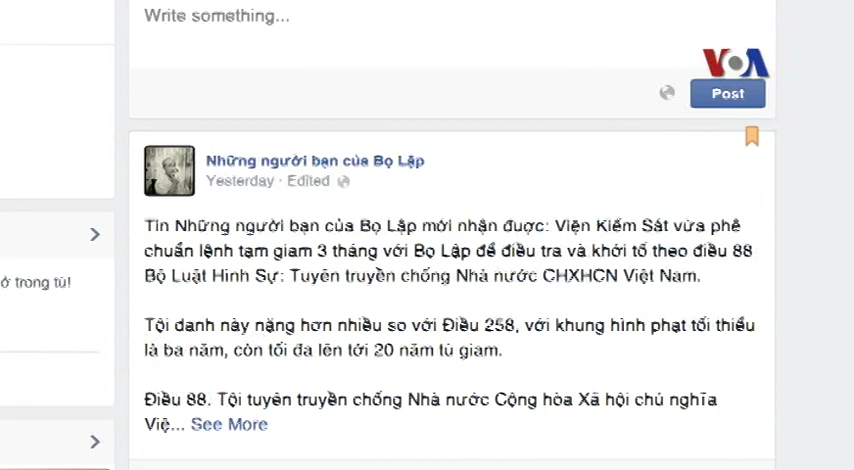 Write something...
VOA
Post
Những người bạn của Bọ Lập
Yesterday · Edited
Tin Những người bạn của Bọ Lập mới nhận được: Viện Kiểm Sát vừa phê
chuẩn lệnh tạm giam 3 tháng với Bọ Lập để điều tra và khởi tố theo điều 88
Bộ Luật Hình Sự: Tuyên truyền chống Nhà nước CHXHCN Việt Nam.
ở trong tù!
Tội danh này nặng hơn nhiều so với Điều 258, với khung hình phạt tối thiểu
là ba năm, còn tối đa lên tới 20 năm tù giam.
Điều 88. Tội tuyên truyền chống Nhà nước Cộng hòa Xã hội chủ nghĩa
Việ... See More